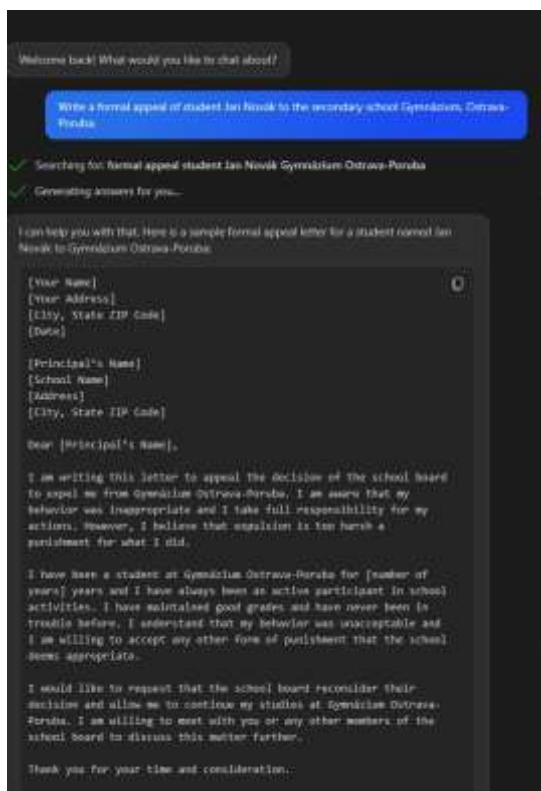 Welcome back! What would you like to chat about?
Write a formal appeal of student Jan Novák to the secondary school Gymnázium, Ostrava-
Poruba
Searching for: formal appeal student Jan Novák Gymnázium Ostrava-Poruba
Generating answers for you...
I can help you with that. Here is a sample formal appeal letter for a student named Jan
Novák to Gymnázium Ostrava-Poruba:
[Your Name]
[Your Address]
[City, State ZIP Code]
[Date]
[Principal's Name]
[School Name]
[Address]
[City, State ZIP Code]
Dear [Principal's Name],
I am writing this letter to appeal the decision of the school board
to expel me from Gymnázium Ostrava-Poruba. I am aware that my
behavior was inappropriate and I take full responsibility for my
actions. However, I believe that expulsion is too harsh a
punishment for what I did.
I have been a student at Gymnázium Ostrava-Poruba for [number of
years] years and I have always been an active participant in school
activities. I have maintained good grades and have never been in
trouble before. I understand that my behavior was unacceptable and
I am willing to accept any other form of punishment that the school
deems appropriate.
I would like to request that the school board reconsider their
decision and allow me to continue my studies at Gymnázium Ostrava-
Poruba. I am willing to meet with you or any other members of the
school board to discuss this matter further.
Thank you for your time and consideration.